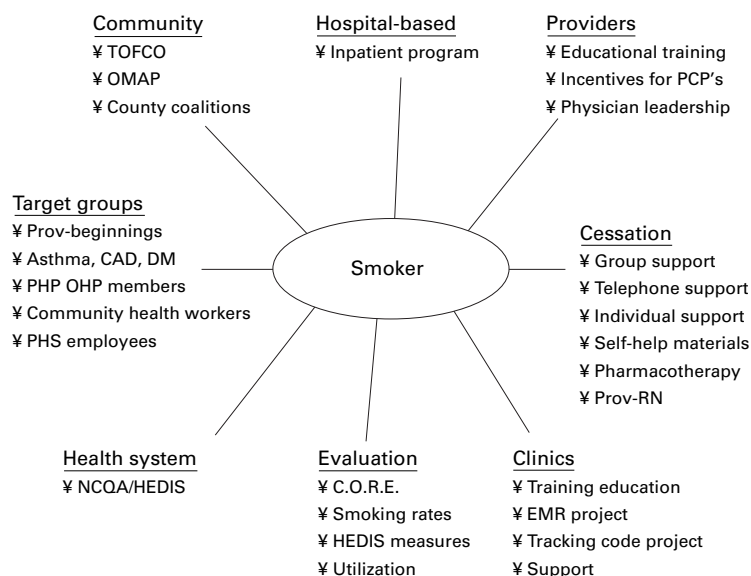 Community
¥ TOFCO
¥ OMAP
¥ County coalitions
Hospital-based
¥ Inpatient program
Providers
¥ Educational training
¥ Incentives for PCP's
¥ Physician leadership
Target groups
¥ Prov-beginnings
¥ Asthma, CAD, DM
¥ PHP OHP members
¥ Community health workers
¥ PHS employees
Smoker
Cessation
¥ Group support
¥ Telephone support
¥ Individual support
¥ Self-help materials
¥ Pharmacotherapy
¥ Prov-RN
Health system
¥ NCQA/HEDIS
Evaluation
¥ C.O.R.E.
¥ Smoking rates
¥ HEDIS measures
¥ Utilization
Clinics
¥ Training education
¥ EMR project
¥ Tracking code project
¥ Support